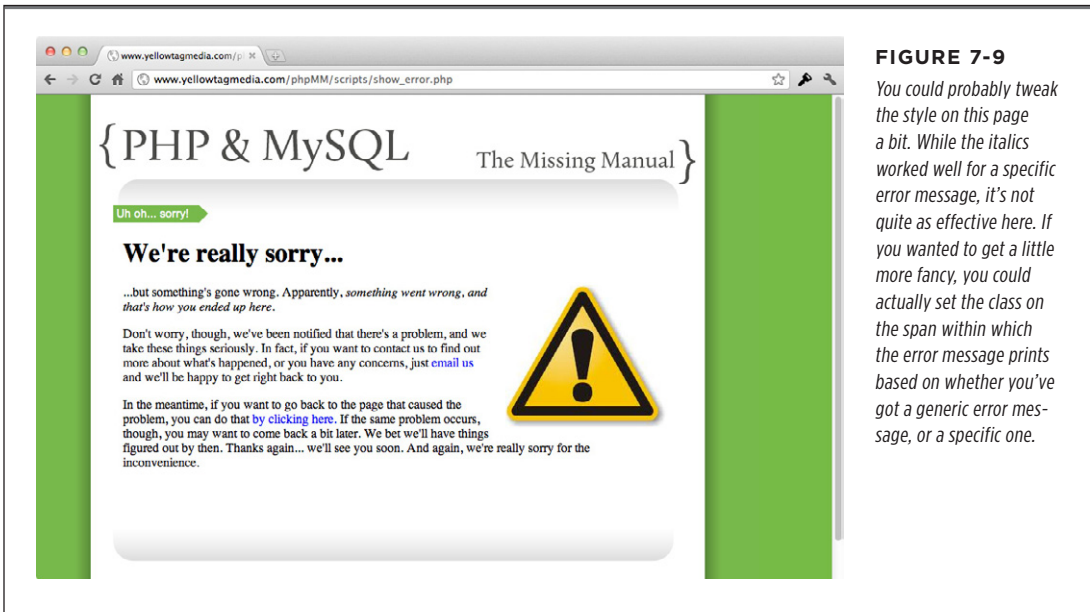 www.yellowtagmedia.com/p
www.yellowtagmedia.com/phpMM/scripts/show_error.php
{PHP & MySQL
The Missing Manual}
Uh oh... sorry!
We're really sorry...
...but something's gone wrong. Apparently, something went wrong, and
that's how you ended up here.
Don't worry, though, we've been notified that there's a problem, and we
take these things seriously. In fact, if you want to contact us to find out
more about what's happened, or you have any concerns, just email us
and we'll be happy to get right back to you.
In the meantime, if you want to go back to the page that caused the
problem, you can do that by clicking here. If the same problem occurs,
though, you may want to come back a bit later. We bet we'll have things
figured out by then. Thanks again... we'll see you soon. And again, we're really sorry for the
inconvenience.
FIGURE 7-9
You could probably tweak
the style on this page
a bit. While the italics
worked well for a specific
error message, it's not
quite as effective here. If
you wanted to get a little
more fancy, you could
actually set the class on
the span within which
the error message prints
based on whether you've
got a generic error mes-
sage, or a specific one.